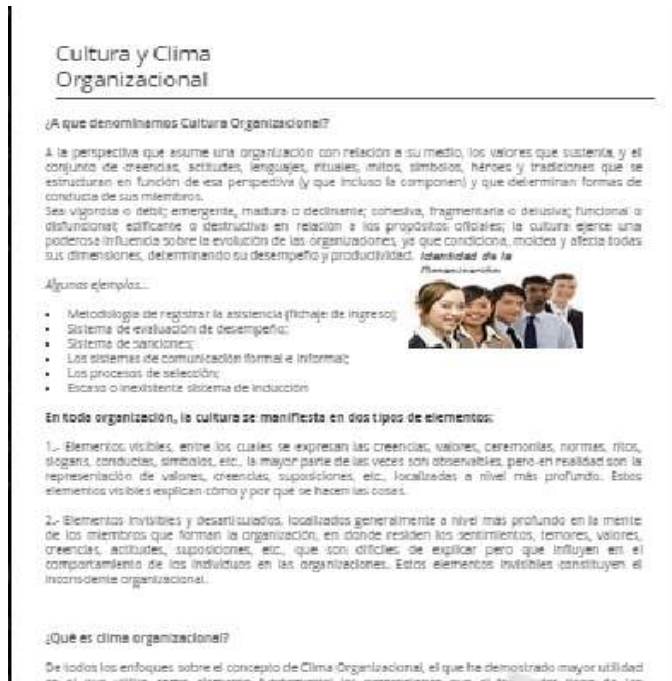 Cultura y Clima
Organizacional
¿A que denominamos Cultura Organizacional?
A la perspectiva que asume una organización con relación a su medio, los valores que sustenta, y el
conjunto de creencias, actitudes, lenguajes, rituales, mitos, símbolos, héroes y tradiciones que se
estructuran en función de esa perspectiva (y que incluso la componen) y que determinan formas de
conducta de sus miembros.
Sea vigorosa o débil; emergente, madura o declinante; cohesiva, fragmentaria o delusiva; funcional o
disfuncional; edificante o destructiva en relación a los propósitos oficiales; la cultura ejerce una
poderosa influencia sobre la evolución de las organizaciones, ya que condiciona, moldea y afecta todas
sus dimensiones, determinando su desempeño y productividad. Identidad de la
Organización
Algunos ejemplos...
• Metodología de registrar la asistencia (fichaje de ingreso);
• Sistema de evaluación de desempeño;
• Sistema de sanciones;
• Los sistemas de comunicación formal e informal;
• Los procesos de selección;
• Escaso o inexistente sistema de inducción
En toda organización, la cultura se manifiesta en dos tipos de elementos:
1.- Elementos visibles, entre los cuales se expresan las creencias, valores, ceremonias, normas, ritos,
slogans, conductas, símbolos, etc., la mayor parte de las veces son observables, pero en realidad son la
representación de valores, creencias, suposiciones, etc., localizadas a nivel más profundo. Estos
elementos visibles explican cómo y por qué se hacen las cosas.
2.- Elementos invisibles y desarticulados, localizados generalmente a nivel más profundo en la mente
de los miembros que forman la organización, en donde residen los sentimientos, temores, valores,
creencias, actitudes, suposiciones, etc., que son difíciles de explicar pero que influyen en el
comportamiento de los individuos en las organizaciones. Estos elementos invisibles constituyen el
inconsciente organizacional.
¿Qué es clima organizacional?
De todos los enfoques sobre el concepto de Clima Organizacional, el que ha demostrado mayor utilidad